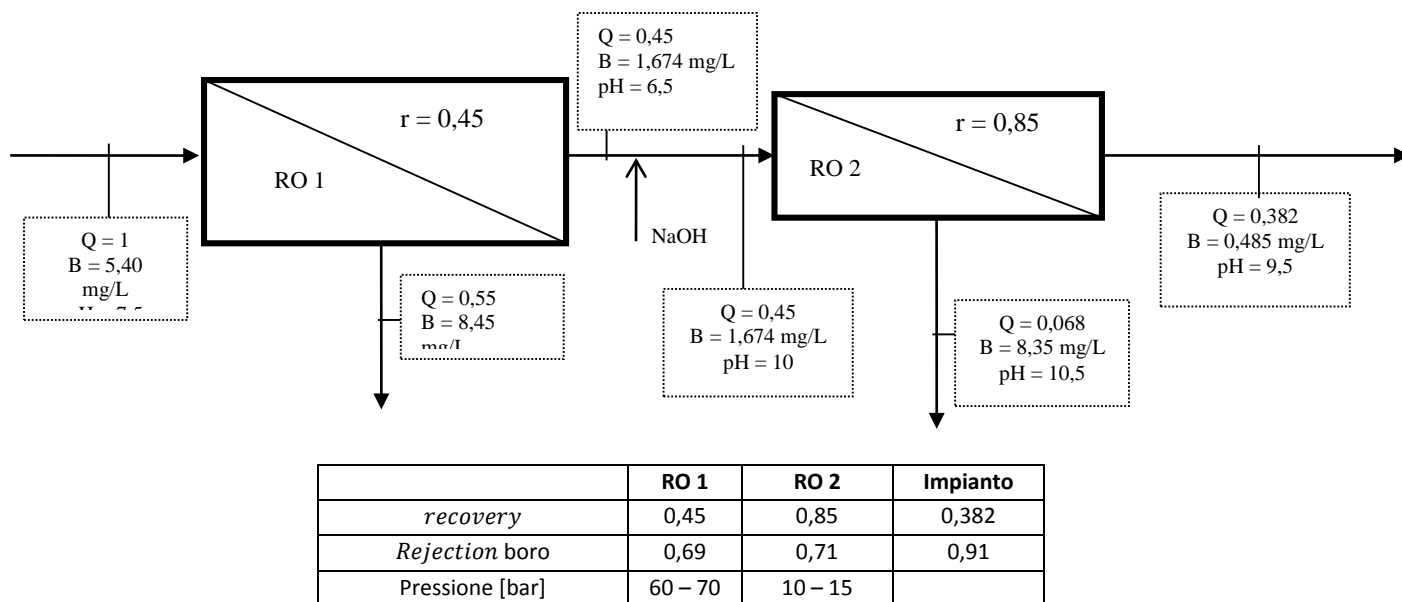 Q = 0,45
B = 1,674 mg/L
pH = 6,5
r = 0,45
RO 1
r = 0,85
RO 2
NaOH
Q = 1
B = 5,40
mg/L
Q = 0,55
B = 8,45
mg/L
Q = 0,45
B = 1,674 mg/L
pH = 10
Q = 0,068
B = 8,35 mg/L
pH = 10,5
Q = 0,382
B = 0,485 mg/L
pH = 9,5
RO 1 RO 2 Impianto
recovery 0,45 0,85 0,382
Rejection boro 0,69 0,71 0,91
Pressione [bar] 60 – 70 10 – 15